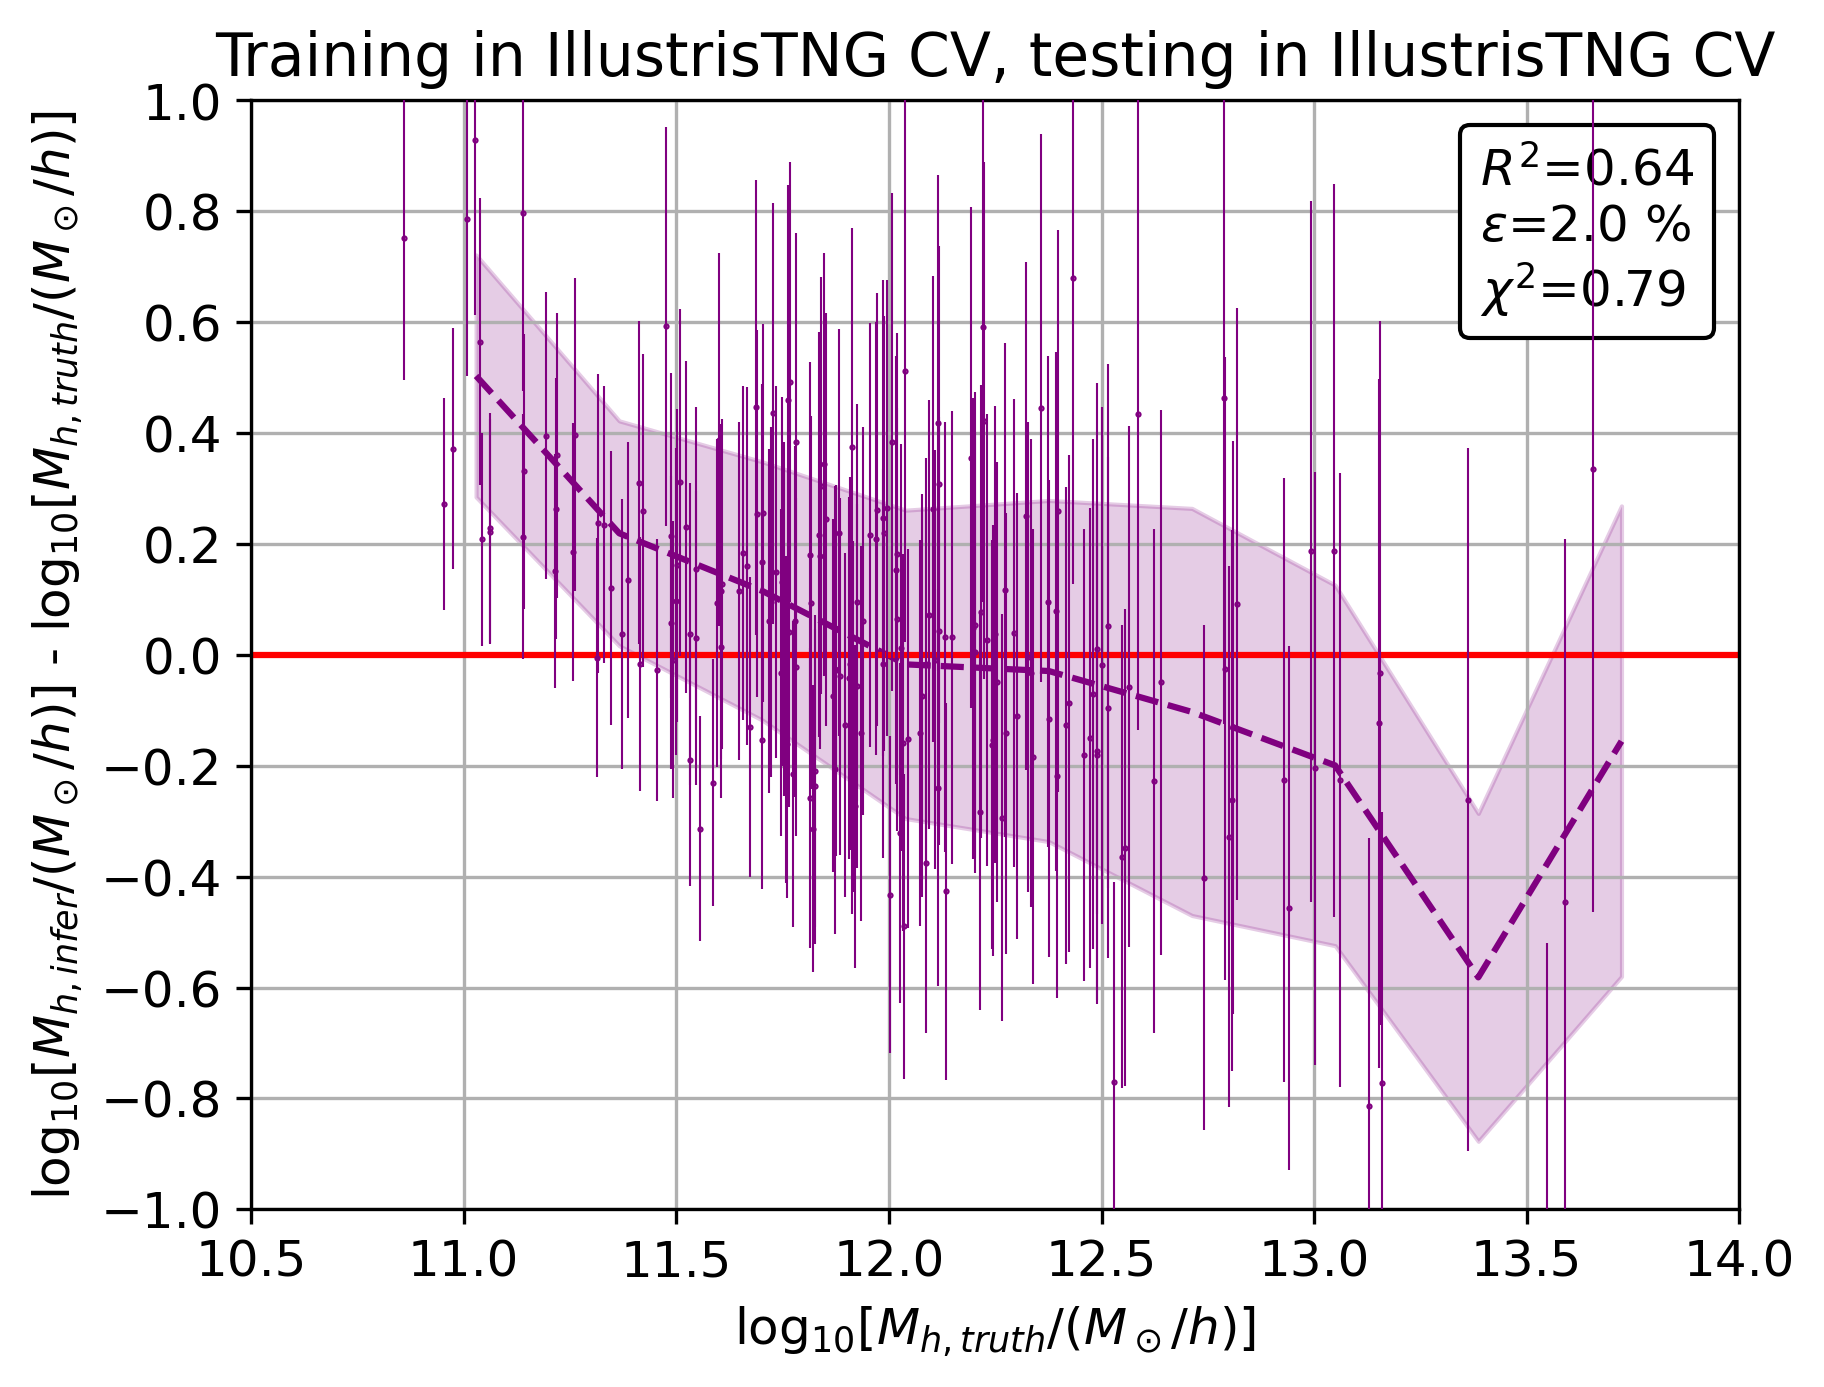 Training in IllustrisTNG CV, testing in IllustrisTNG CV
log₁₀[M_{h,infer}/(M_⊙/h)] - log₁₀[M_{h,truth}/(M_⊙/h)]
1.0
0.8
0.6
0.4
0.2
0.0
−0.2
−0.4
−0.6
−0.8
−1.0
R²=0.64
ε=2.0 %
χ²=0.79
10.5 11.0 11.5 12.0 12.5 13.0 13.5 14.0
log₁₀[M_{h,truth}/(M_⊙/h)]